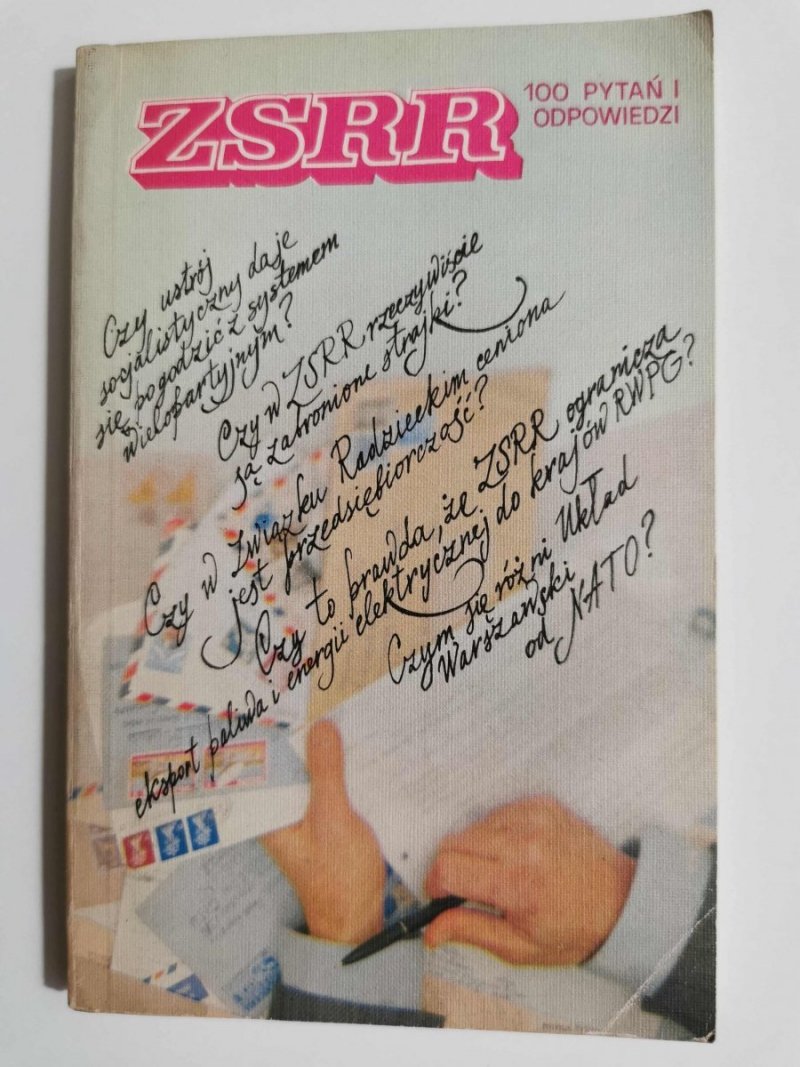 ZSRR
100 PYTAŃ I
ODPOWIEDZI
Czy ustrój
socjalistyczny daje
się pogodzić z systemem
wielopartyjnym?
Czy w ZSRR rzeczywiście
są zabronione strajki?
Czy w Związku Radzieckim ceniona
jest przedsiębiorczość?
Czy to prawda, że ZSRR ogranicza
eksport paliwa i energii elektrycznej do krajów RWPG?
Czym się różni Układ
Warszawski
od NATO?